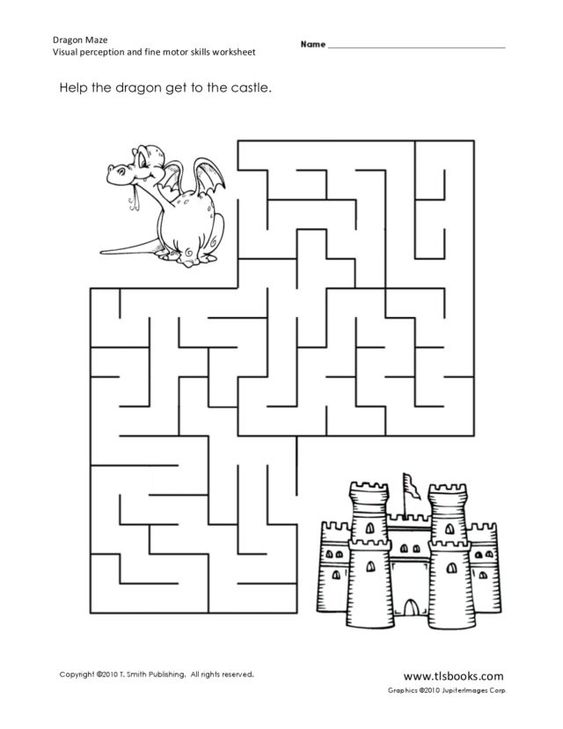 Dragon Maze
Visual perception and fine motor skills worksheet
Name
Help the dragon get to the castle.
Copyright ©2010 T. Smith Publishing. All rights reserved.
www.tlsbooks.com
Graphics ©2010 JupiterImages Corp.